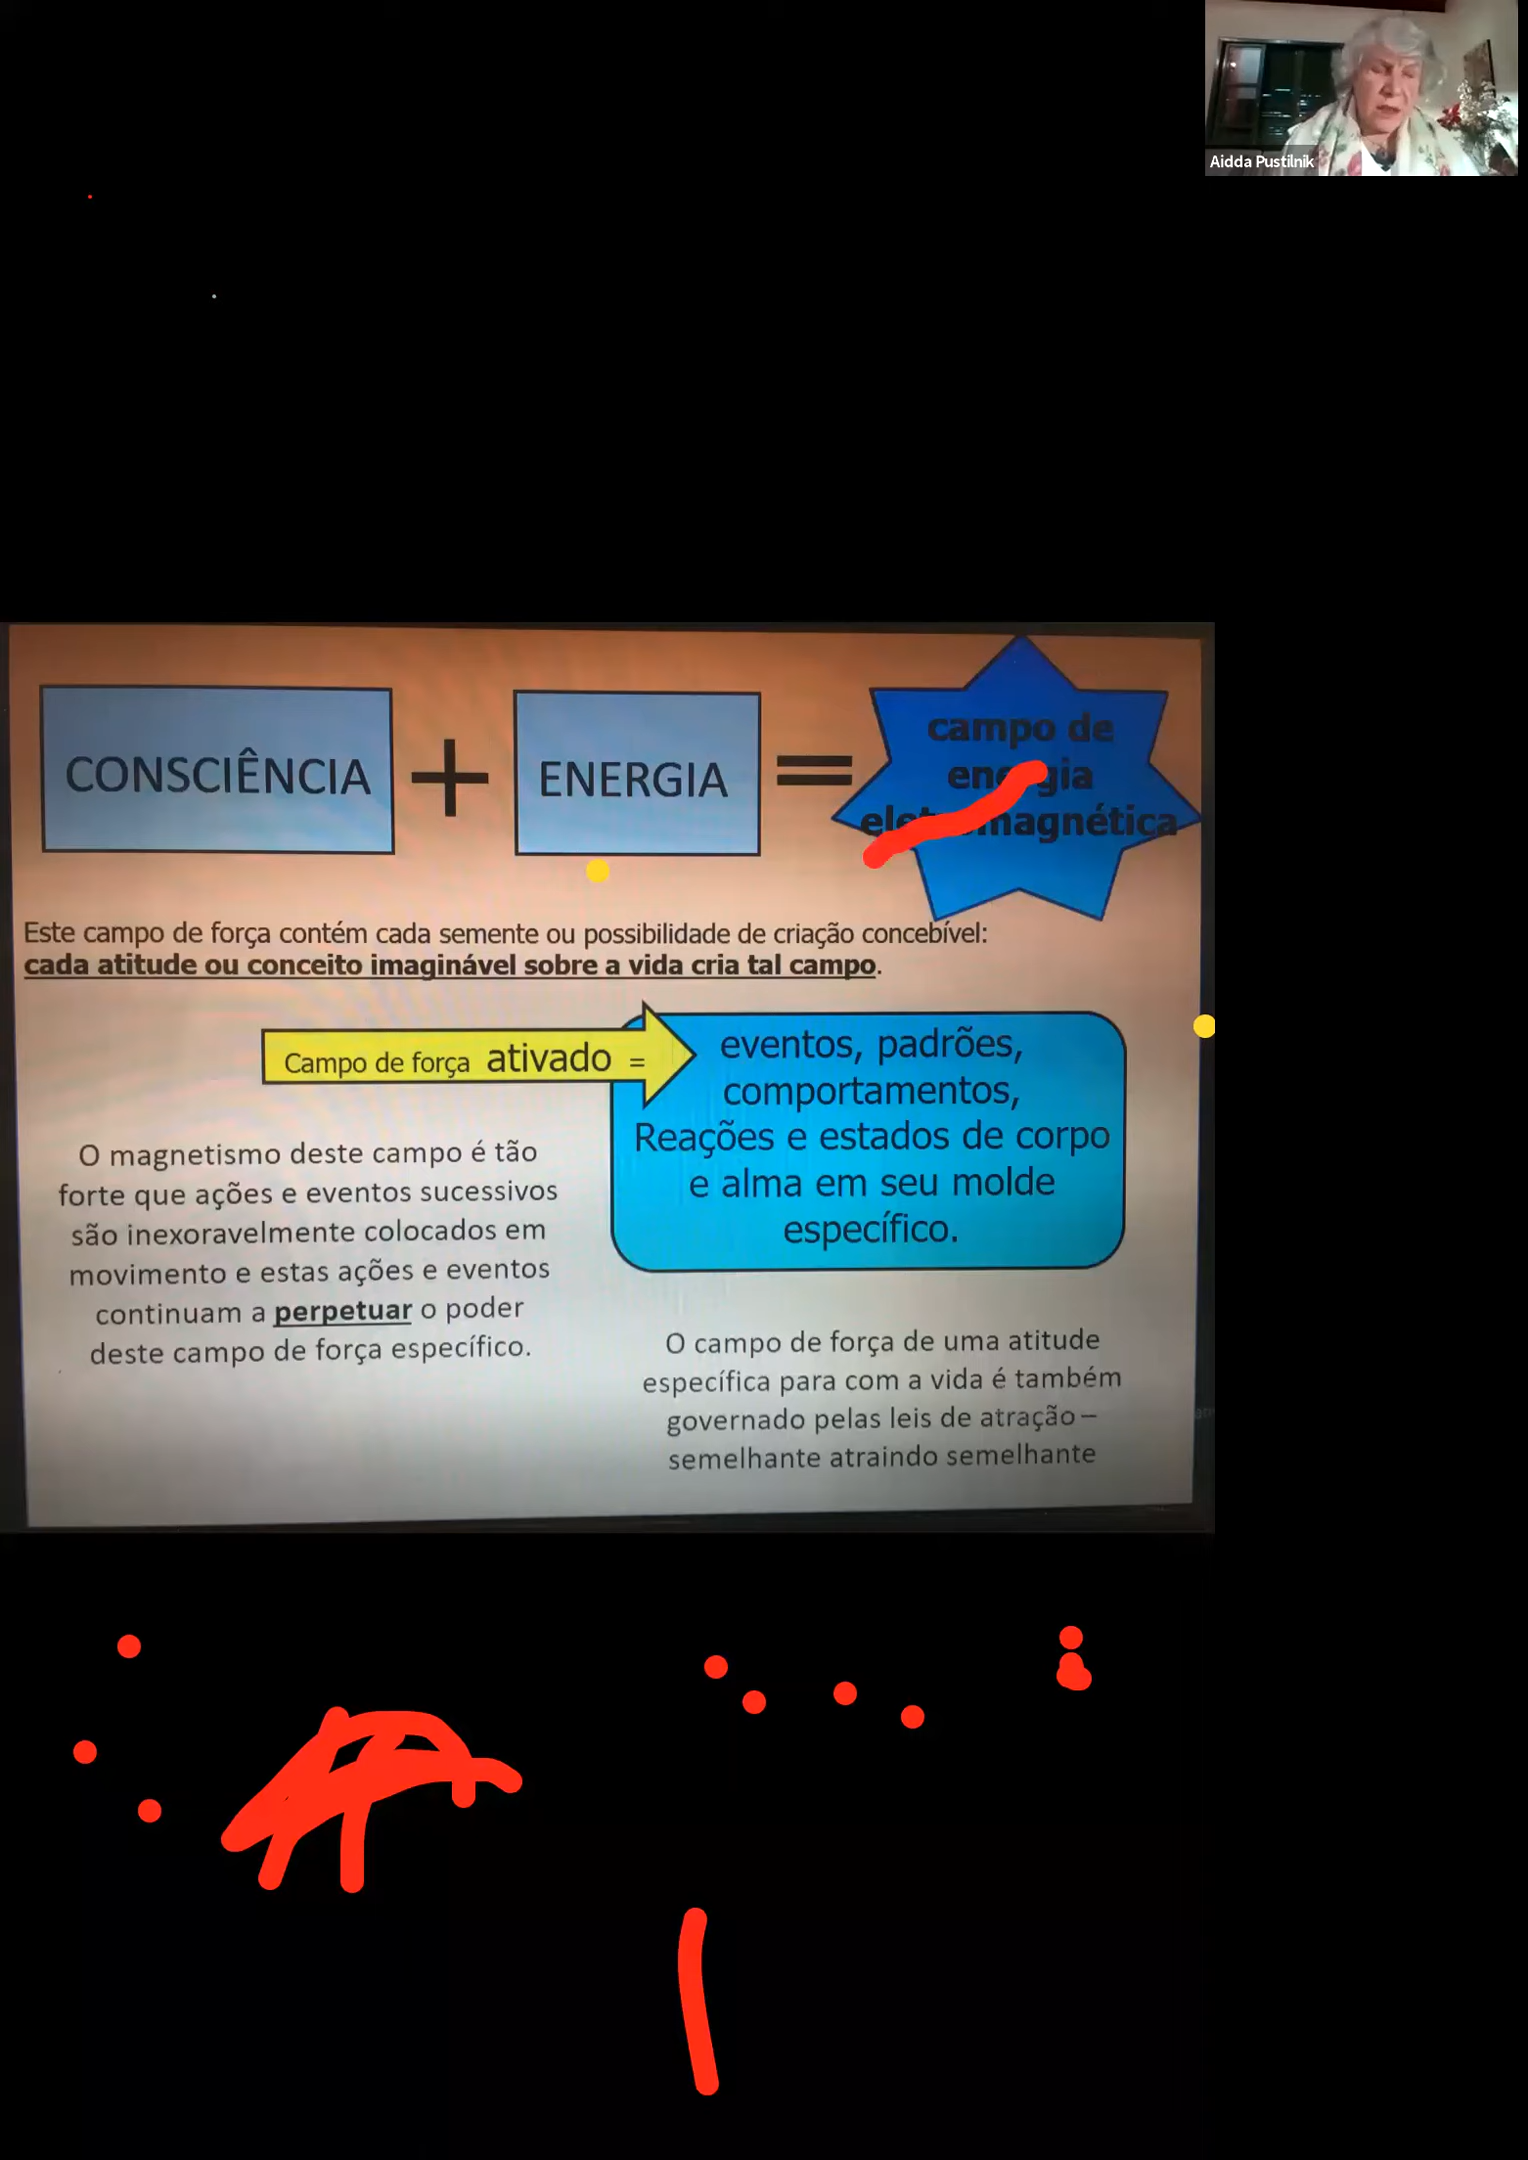 Aidda Pustilnik
CONSCIÊNCIA + ENERGIA =
campo de
energia
eletromagnética
Este campo de força contém cada semente ou possibilidade de criação concebível:
cada atitude ou conceito imaginável sobre a vida cria tal campo.
Campo de força ativado =
eventos, padrões,
comportamentos,
Reações e estados de corpo
e alma em seu molde
específico.
O magnetismo deste campo é tão
forte que ações e eventos sucessivos
são inexoravelmente colocados em
movimento e estas ações e eventos
continuam a perpetuar o poder
deste campo de força específico.
O campo de força de uma atitude
específica para com a vida é também
governado pelas leis de atração –
semelhante atraindo semelhante